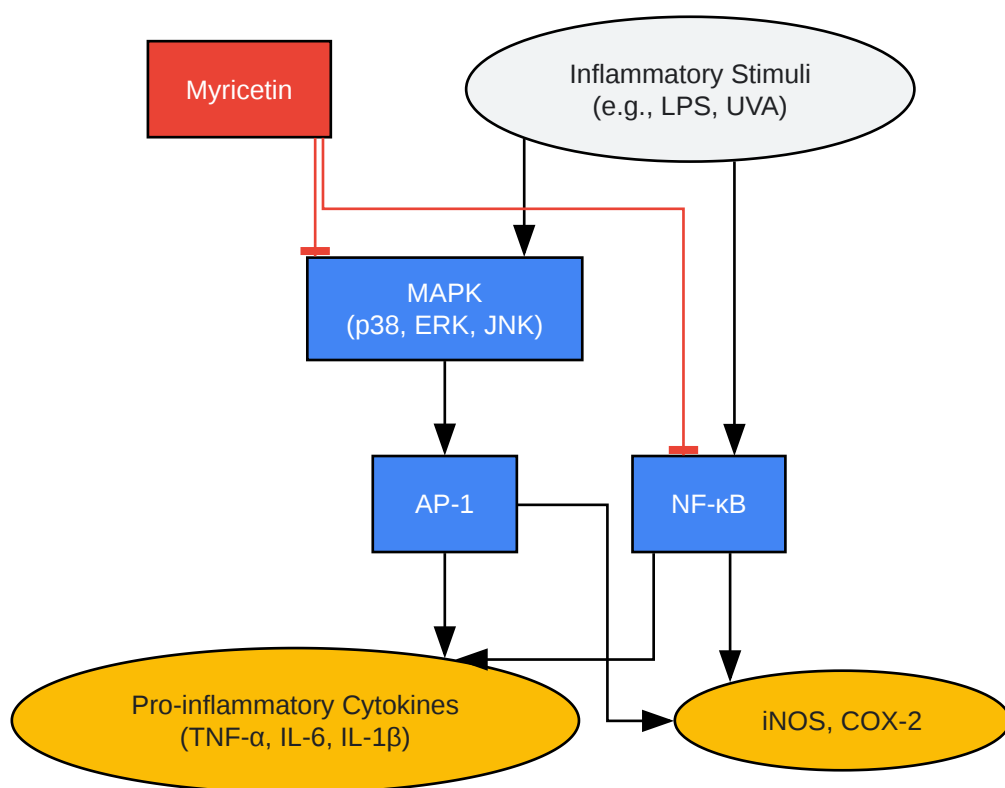 Myricetin
Inflammatory Stimuli
(e.g., LPS, UVA)
MAPK
(p38, ERK, JNK)
AP-1
NF-κB
Pro-inflammatory Cytokines
(TNF-α, IL-6, IL-1β)
iNOS, COX-2